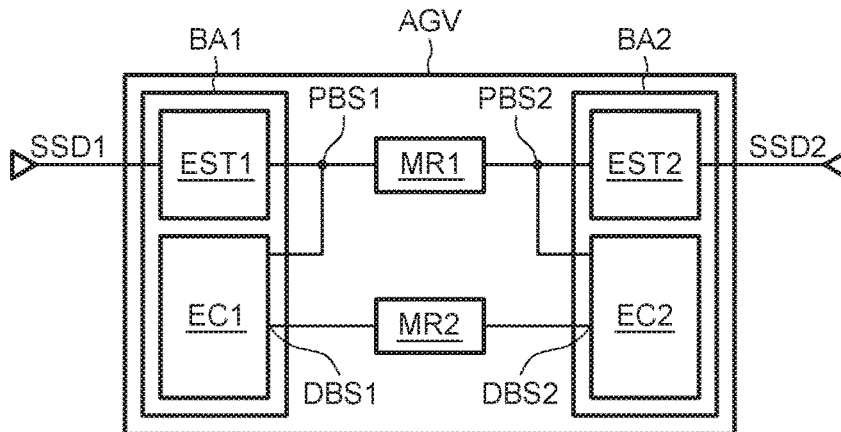 AGV
BA1
BA2
PBS1
PBS2
SSD1
EST1
MR1
EST2
SSD2
EC1
MR2
EC2
DBS1
DBS2